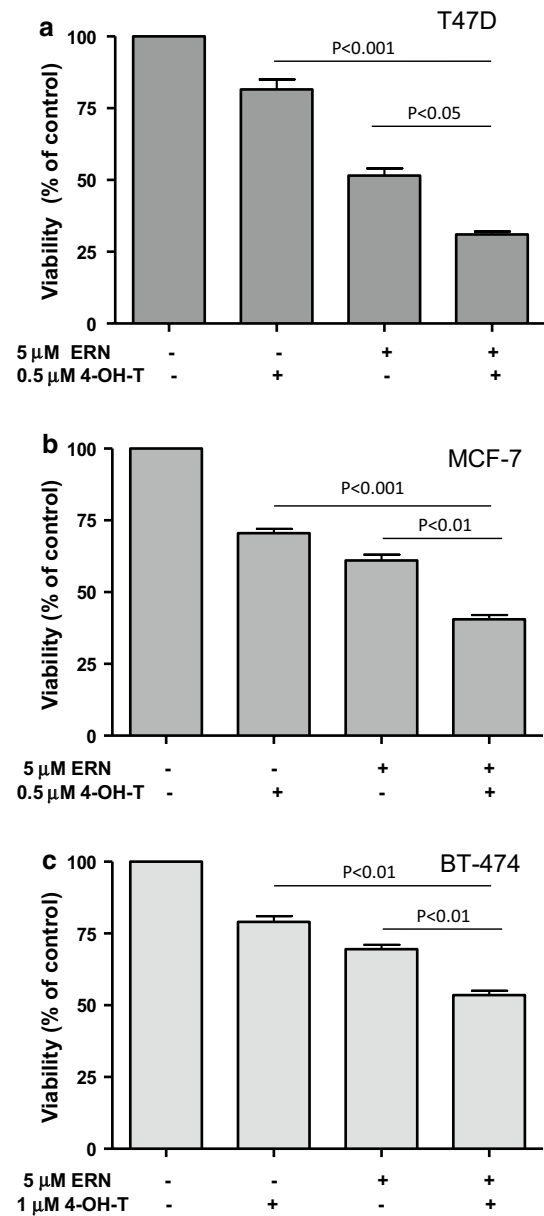 a
T47D
Viability (% of control)
100
75
50
25
0
P<0.001
P<0.05
5 μM ERN - - + +
0.5 μM 4-OH-T - + - +
b
MCF-7
Viability (% of control)
100
75
50
25
0
P<0.001
P<0.01
5 μM ERN - - + +
0.5 μM 4-OH-T - + - +
c
BT-474
Viability (% of control)
100
75
50
25
0
P<0.01
P<0.01
5 μM ERN - - + +
1 μM 4-OH-T - + - +